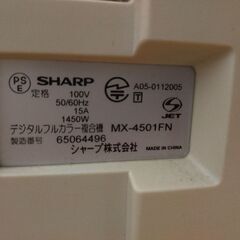 PS
E
SHARP
定格 100V
50/60Hz
15A
1450W
A05-0112005
T
JET
デジタルフルカラー複合機 MX-4501FN
製造番号 65064496
シャープ株式会社
MADE IN CHINA